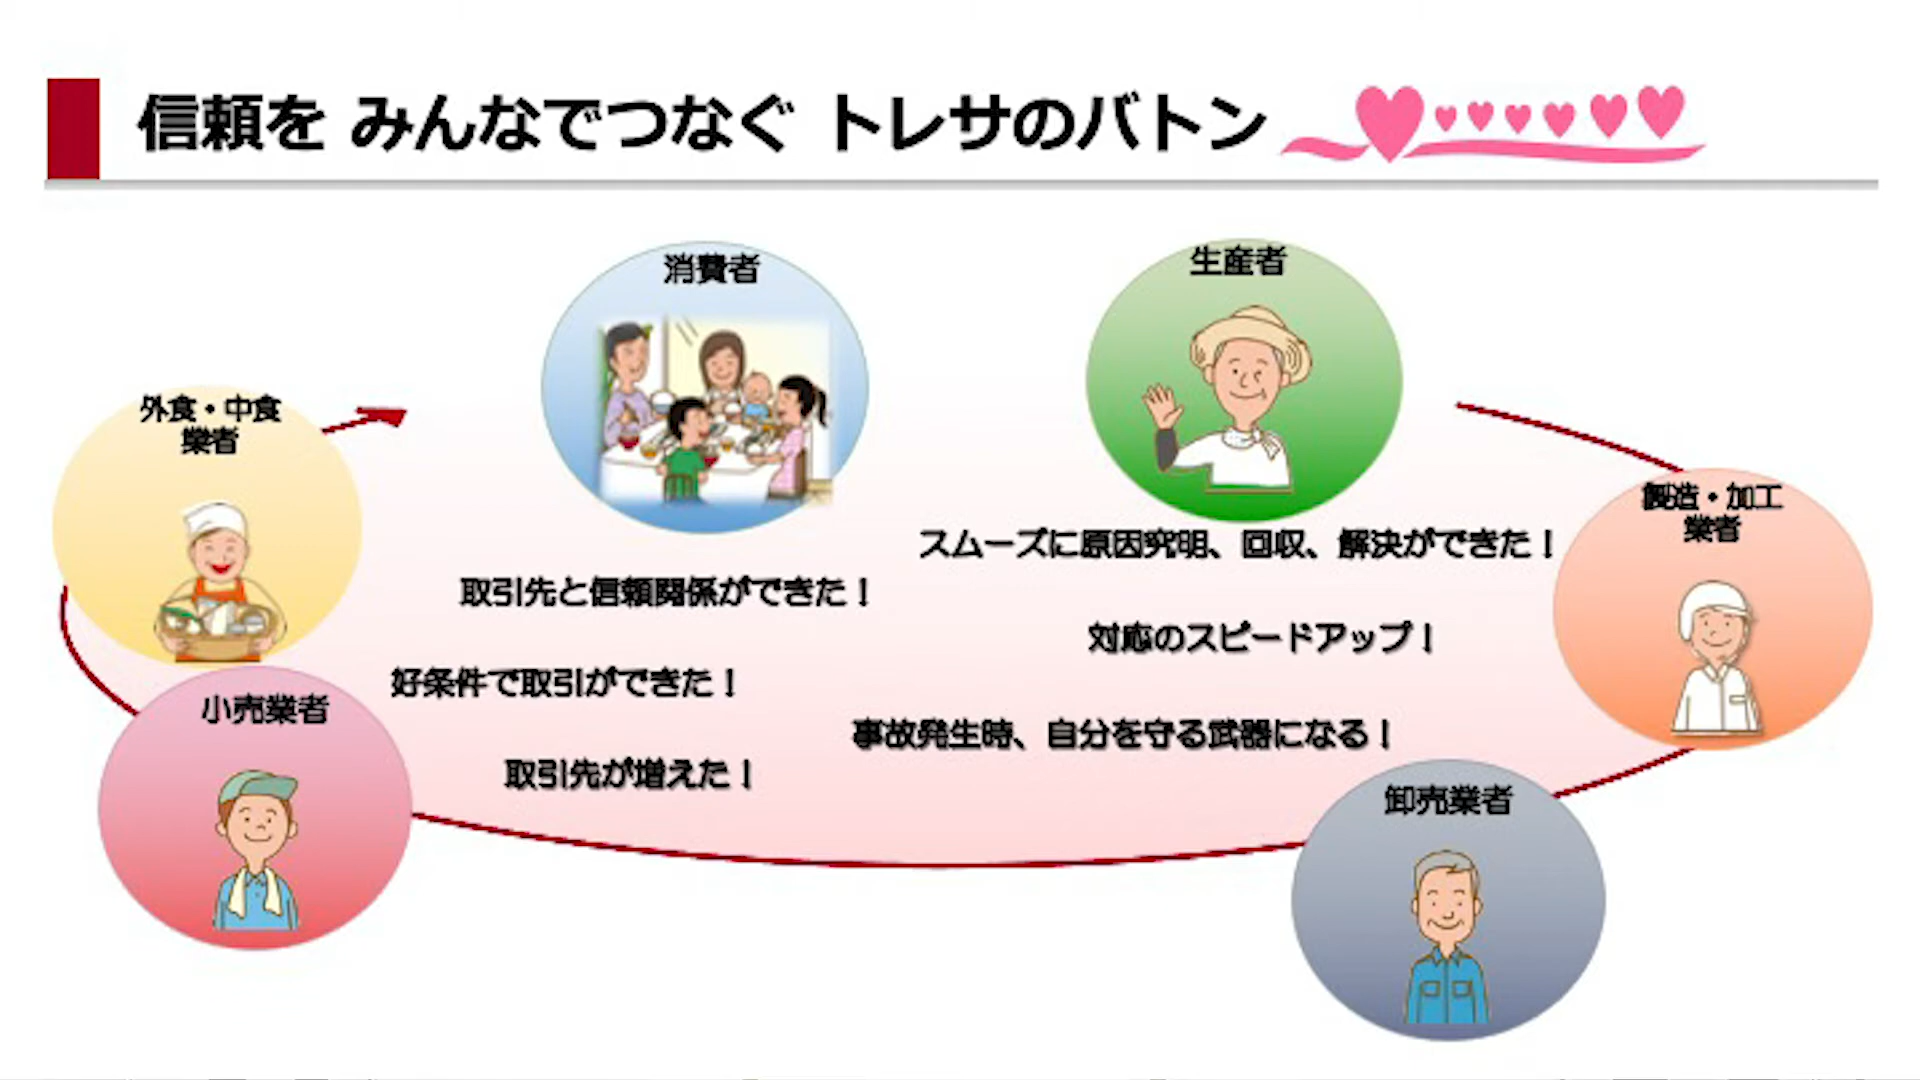 信頼を みんなでつなぐ トレサのバトン
消費者
生産者
外食・中食
業者
製造・加工
業者
スムーズに原因究明、回収、解決ができた！
取引先と信頼関係ができた！
対応のスピードアップ！
好条件で取引ができた！
小売業者
事故発生時、自分を守る武器になる！
取引先が増えた！
卸売業者